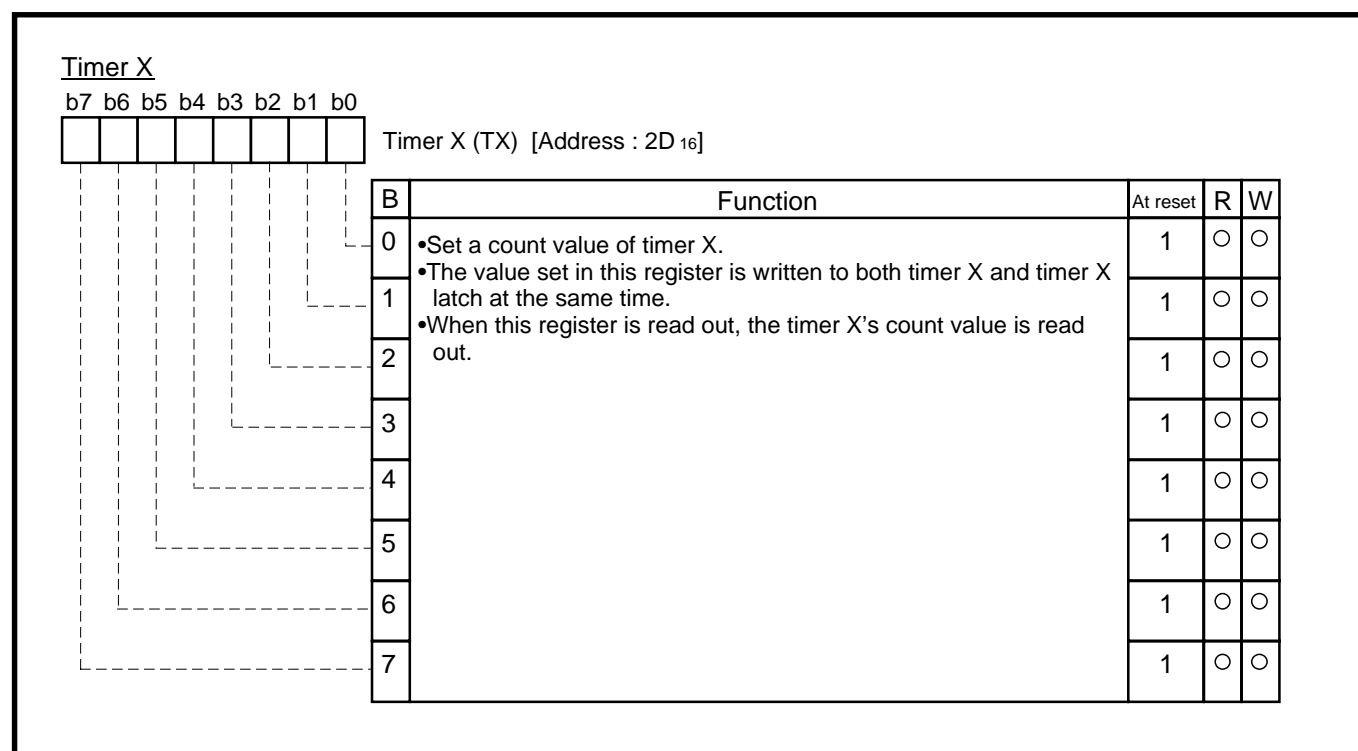 Timer X
b7 b6 b5 b4 b3 b2 b1 b0
Timer X (TX) [Address : 2D 16]
B Function At reset R W
0 •Set a count value of timer X. 1 ○ ○
•The value set in this register is written to both timer X and timer X
1 latch at the same time. 1 ○ ○
•When this register is read out, the timer X’s count value is read
2 out. 1 ○ ○
3 1 ○ ○
4 1 ○ ○
5 1 ○ ○
6 1 ○ ○
7 1 ○ ○